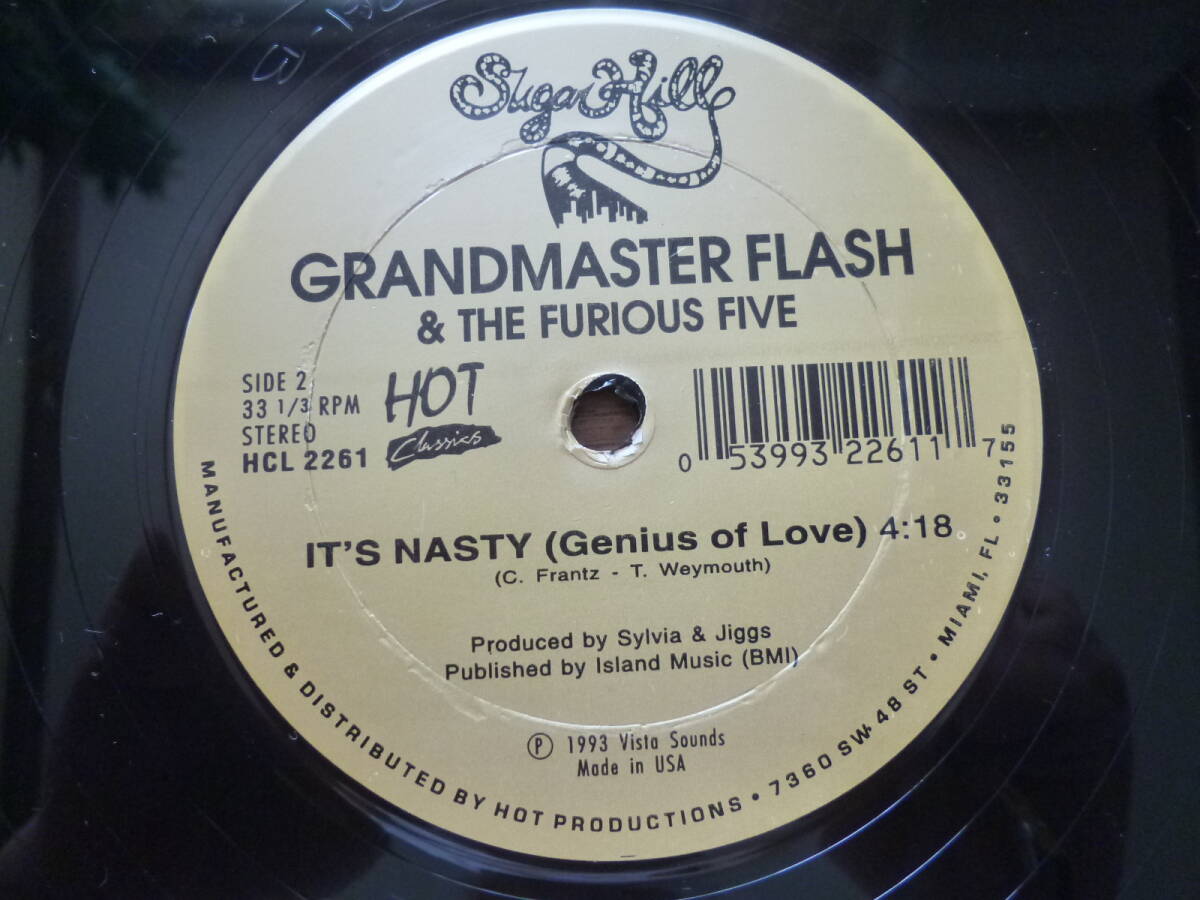 Sugar Hill
GRANDMASTER FLASH
& THE FURIOUS FIVE
SIDE 2
33 1/3 RPM
STEREO
HCL 2261
HOT
Classics
0 53993 22611 7
IT'S NASTY (Genius of Love) 4:18
(C. Frantz - T. Weymouth)
Produced by Sylvia & Jiggs
Published by Island Music (BMI)
℗ 1993 Vista Sounds
Made in USA
MANUFACTURED & DISTRIBUTED BY HOT PRODUCTIONS • 7360 SW 48 ST • MIAMI, FL • 33155